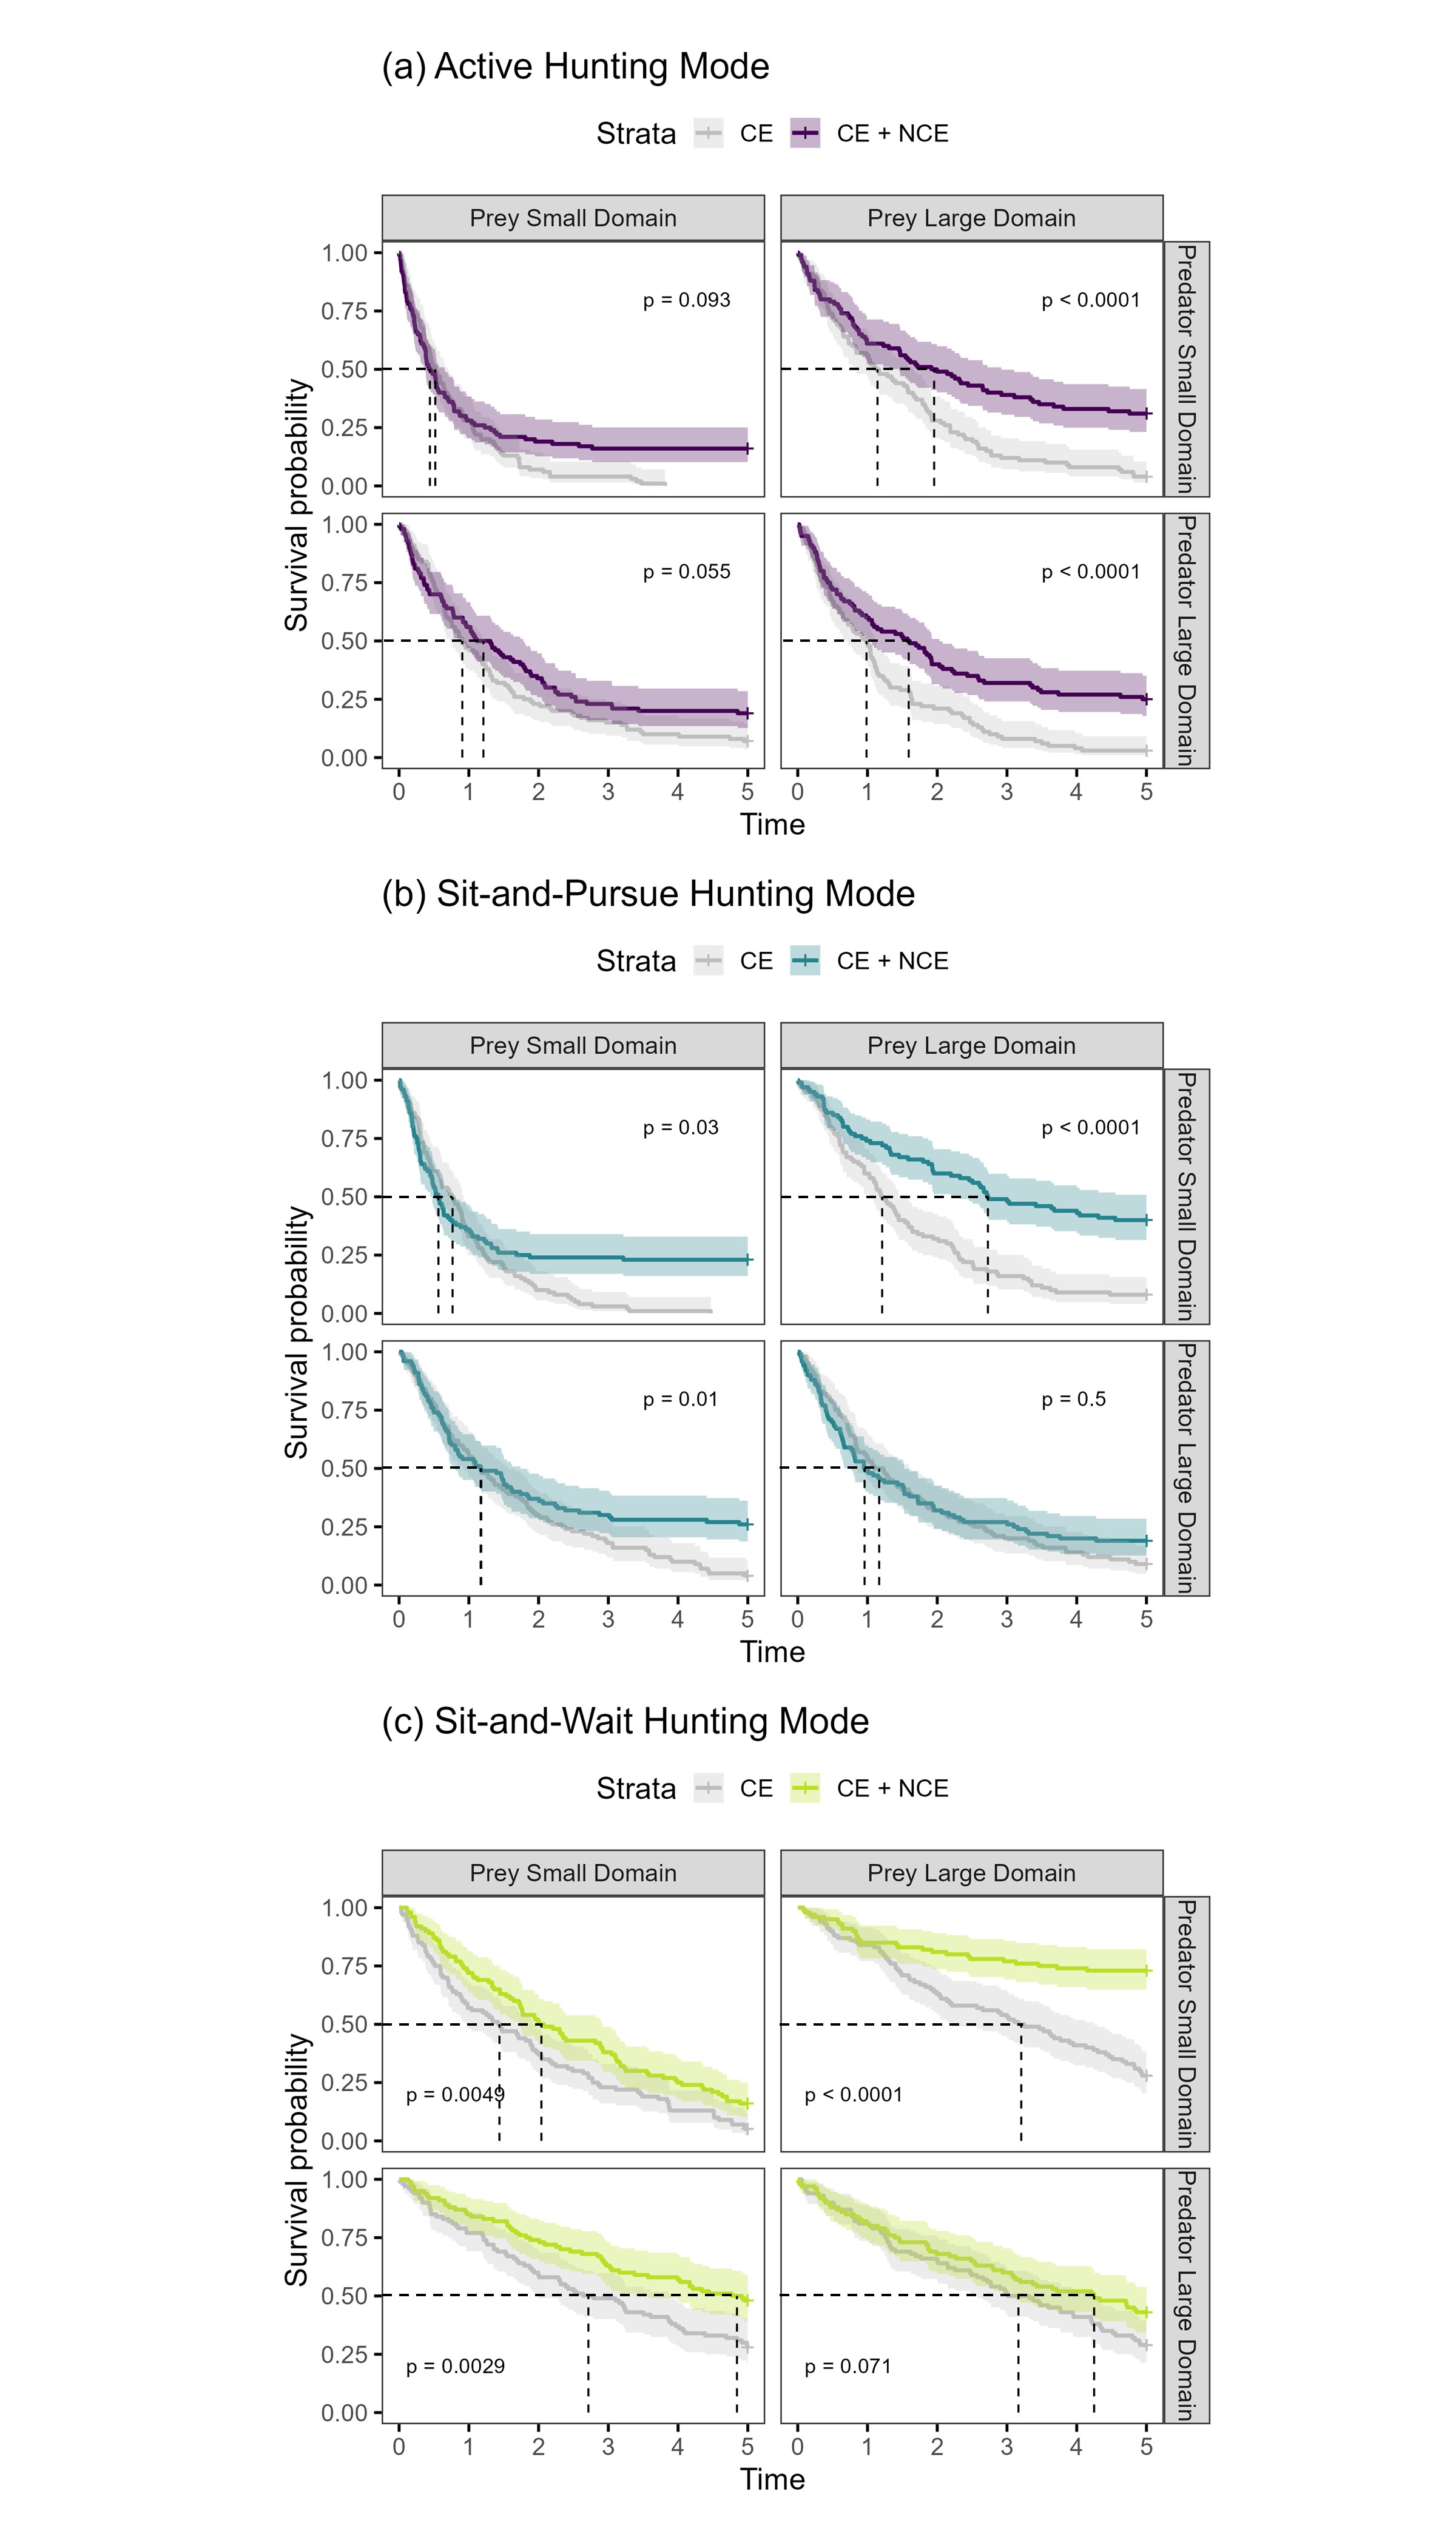 (a) Active Hunting Mode
Strata CE CE + NCE
Prey Small Domain Prey Large Domain
Survival probability
1.00
0.75
0.50
0.25
0.00
p = 0.093
p < 0.0001
Predator Small Domain
1.00
0.75
0.50
0.25
0.00
p = 0.055
p < 0.0001
Predator Large Domain
0 1 2 3 4 5 0 1 2 3 4 5
Time
(b) Sit-and-Pursue Hunting Mode
Strata CE CE + NCE
Prey Small Domain Prey Large Domain
Survival probability
1.00
0.75
0.50
0.25
0.00
p = 0.03
p < 0.0001
Predator Small Domain
1.00
0.75
0.50
0.25
0.00
p = 0.01
p = 0.5
Predator Large Domain
0 1 2 3 4 5 0 1 2 3 4 5
Time
(c) Sit-and-Wait Hunting Mode
Strata CE CE + NCE
Prey Small Domain Prey Large Domain
Survival probability
1.00
0.75
0.50
0.25
0.00
p = 0.0049
p < 0.0001
Predator Small Domain
Survival probability
1.00
0.75
0.50
0.25
0.00
p = 0.0029
p = 0.071
Predator Large Domain
0 1 2 3 4 5 0 1 2 3 4 5
Time